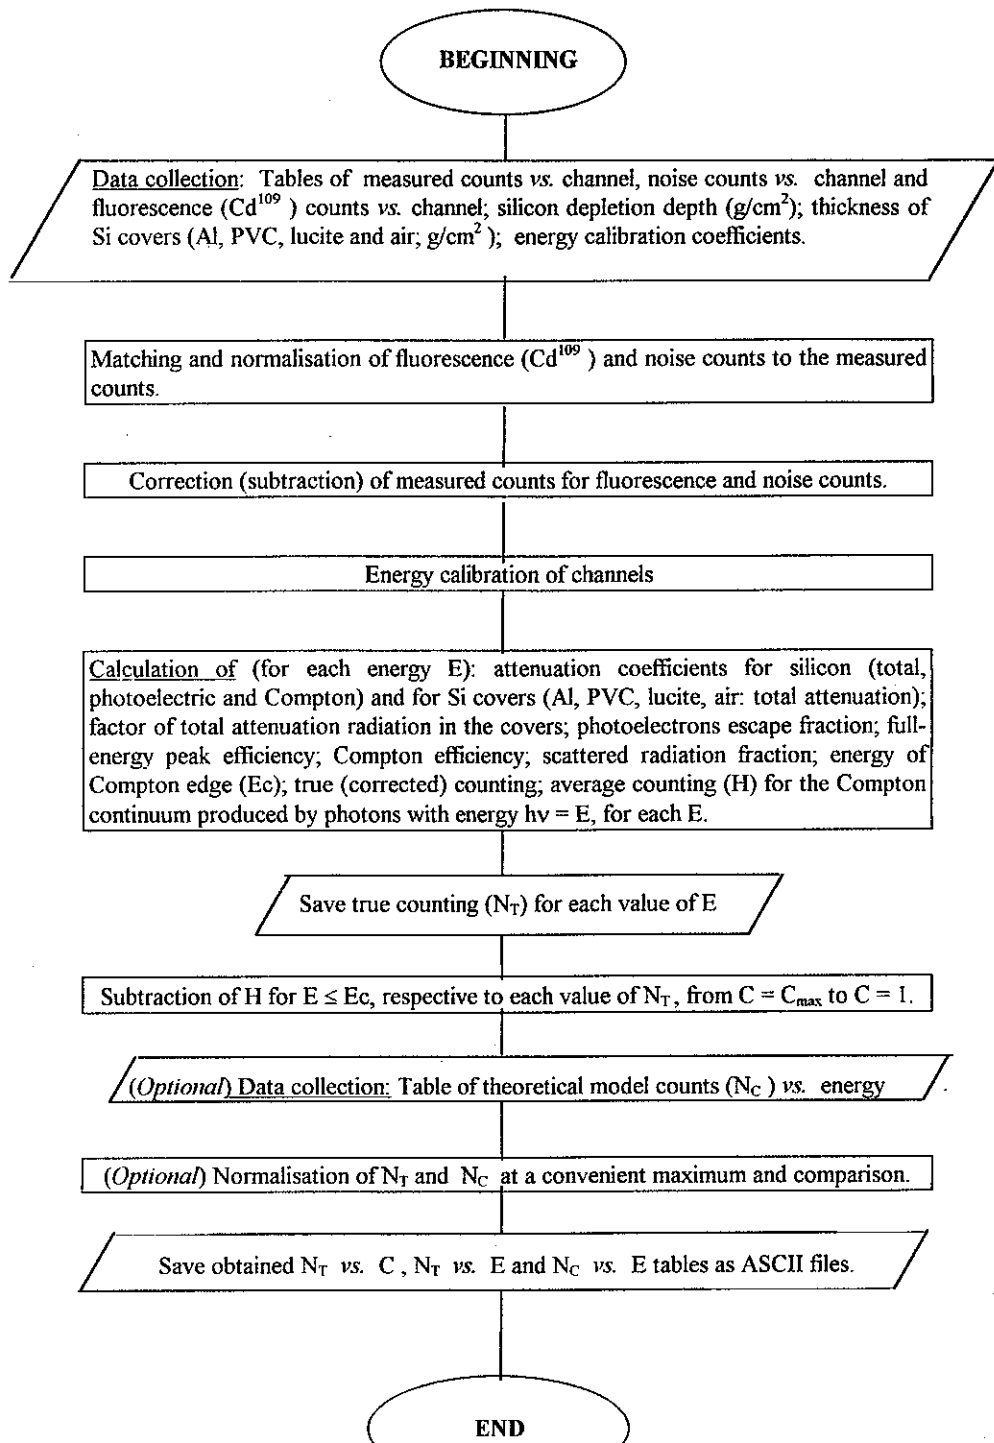 BEGINNING
Data collection: Tables of measured counts vs. channel, noise counts vs. channel and
fluorescence (Cd¹⁰⁹ ) counts vs. channel; silicon depletion depth (g/cm²); thickness of
Si covers (Al, PVC, lucite and air; g/cm² ); energy calibration coefficients.
Matching and normalisation of fluorescence (Cd¹⁰⁹ ) and noise counts to the measured
counts.
Correction (subtraction) of measured counts for fluorescence and noise counts.
Energy calibration of channels
Calculation of (for each energy E): attenuation coefficients for silicon (total,
photoelectric and Compton) and for Si covers (Al, PVC, lucite, air: total attenuation);
factor of total attenuation radiation in the covers; photoelectrons escape fraction; full-
energy peak efficiency; Compton efficiency; scattered radiation fraction; energy of
Compton edge (Ec); true (corrected) counting; average counting (H) for the Compton
continuum produced by photons with energy hν = E, for each E.
Save true counting (N_T) for each value of E
Subtraction of H for E ≤ Ec, respective to each value of N_T, from C = C_max to C = 1.
(Optional) Data collection: Table of theoretical model counts (N_C ) vs. energy
(Optional) Normalisation of N_T and N_C at a convenient maximum and comparison.
Save obtained N_T vs. C , N_T vs. E and N_C vs. E tables as ASCII files.
END